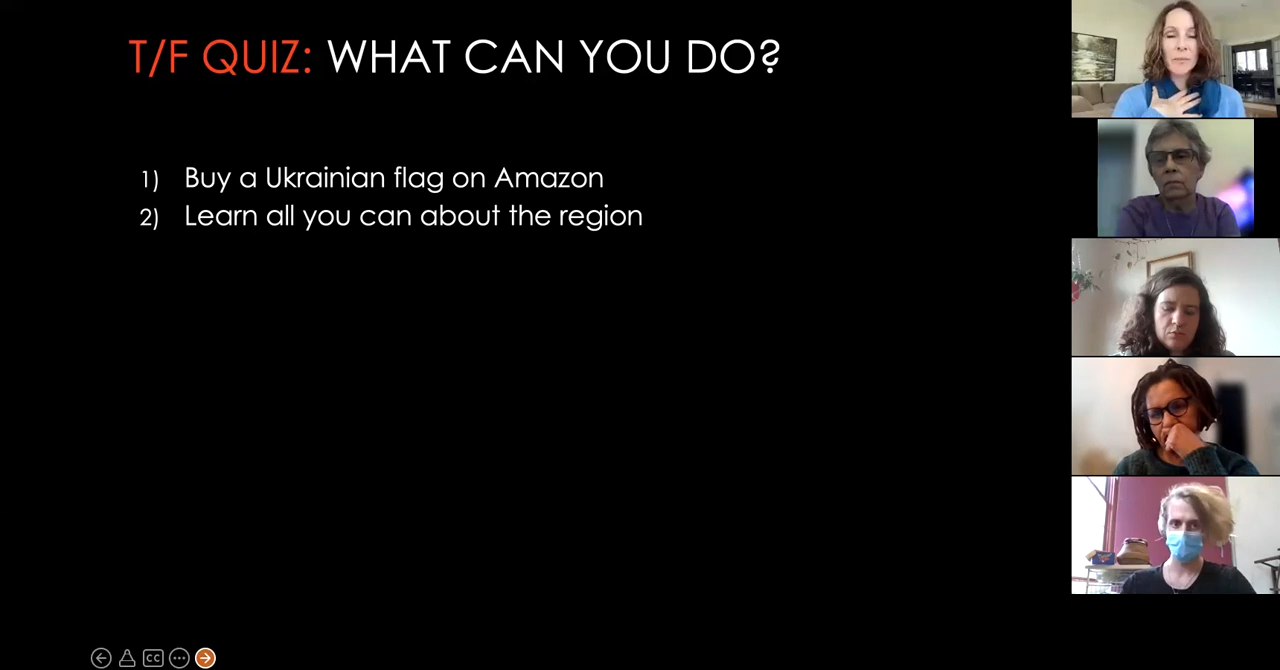 T/F QUIZ: WHAT CAN YOU DO?
1) Buy a Ukrainian flag on Amazon
2) Learn all you can about the region
CC